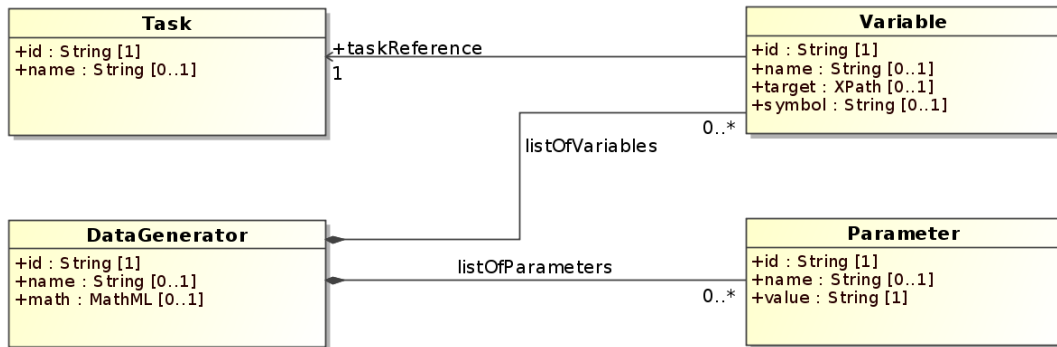 Task
+id : String [1]
+name : String [0..1]
+taskReference
1
Variable
+id : String [1]
+name : String [0..1]
+target : XPath [0..1]
+symbol : String [0..1]
0..*
listOfVariables
DataGenerator
+id : String [1]
+name : String [0..1]
+math : MathML [0..1]
listOfParameters
0..*
Parameter
+id : String [1]
+name : String [0..1]
+value : String [1]